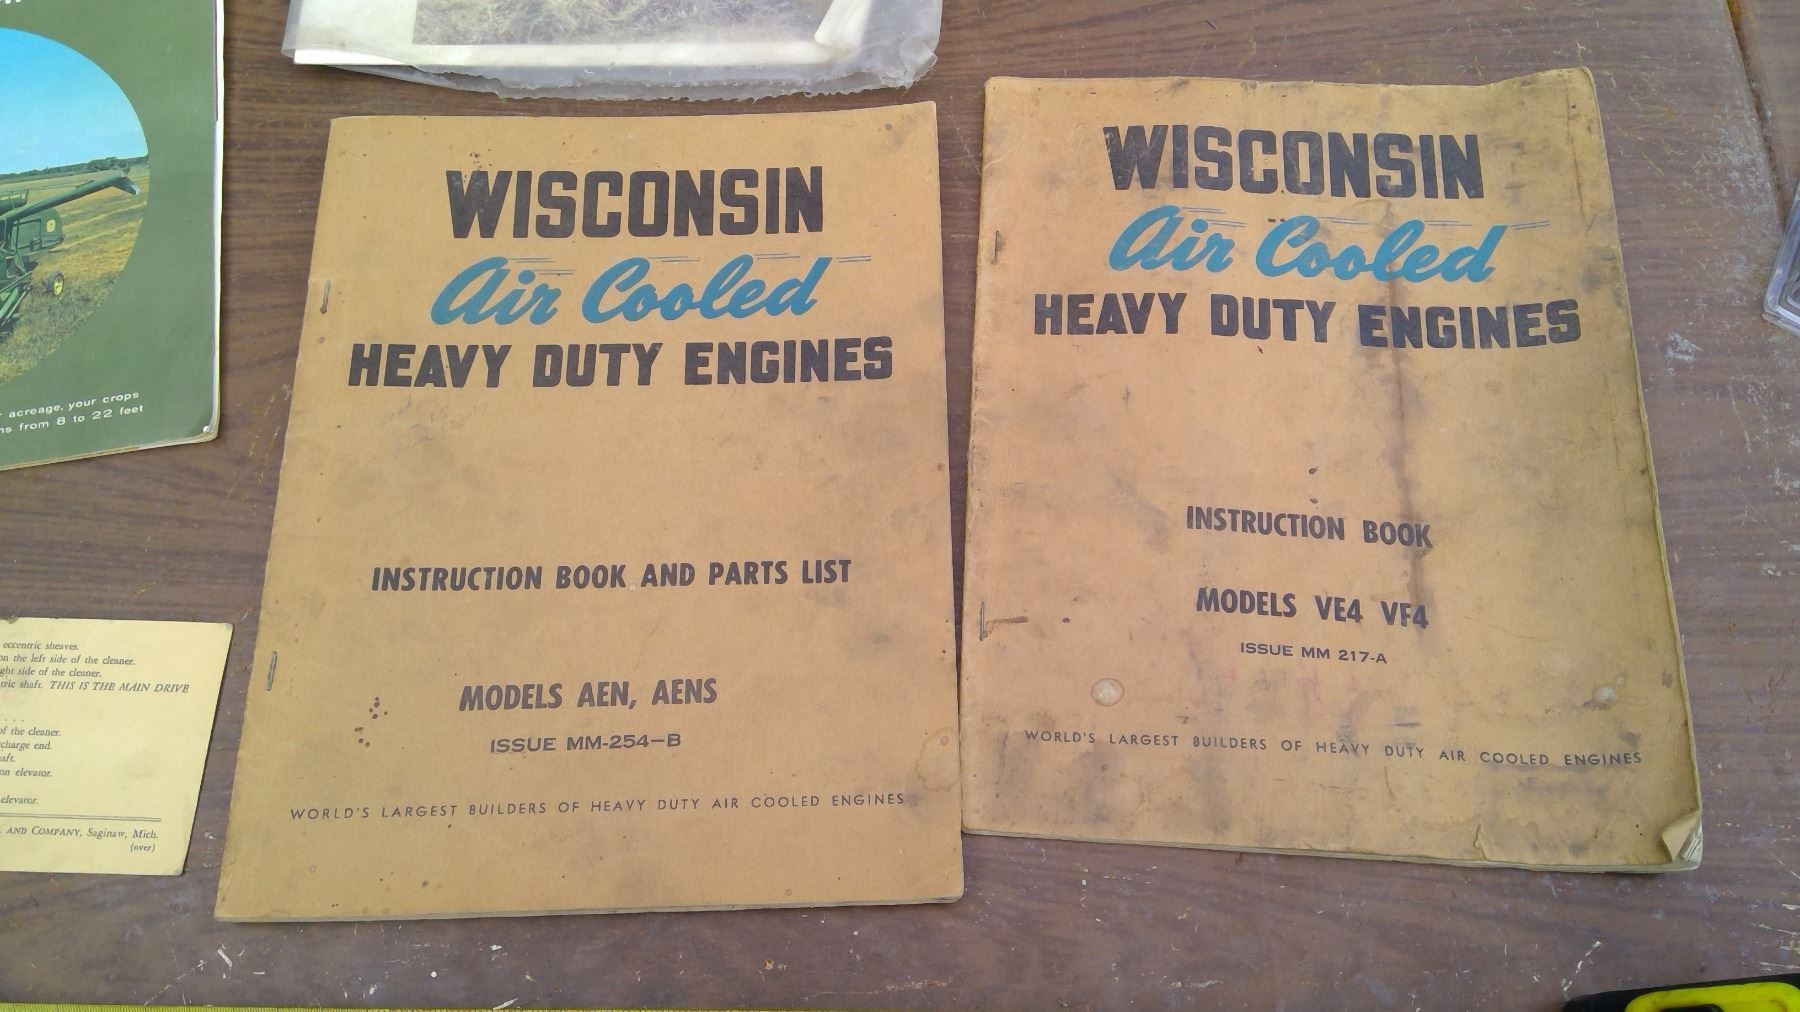 acreage, your crops
from 8 to 22 feet
WISCONSIN
Air Cooled
HEAVY DUTY ENGINES
INSTRUCTION BOOK AND PARTS LIST
MODELS AEN, AENS
ISSUE MM-254-B
WORLD'S LARGEST BUILDERS OF HEAVY DUTY AIR COOLED ENGINES
WISCONSIN
Air Cooled
HEAVY DUTY ENGINES
INSTRUCTION BOOK
MODELS VE4 VF4
ISSUE MM 217-A
WORLD'S LARGEST BUILDERS OF HEAVY DUTY AIR COOLED ENGINES
eccentric sheaves.
on the left side of the cleaner.
side of the cleaner.
shaft. THIS IS THE MAIN DRIVE
. . . .
of the cleaner.
end.
on elevator.
elevator.
AND COMPANY, Saginaw, Mich.
(over)